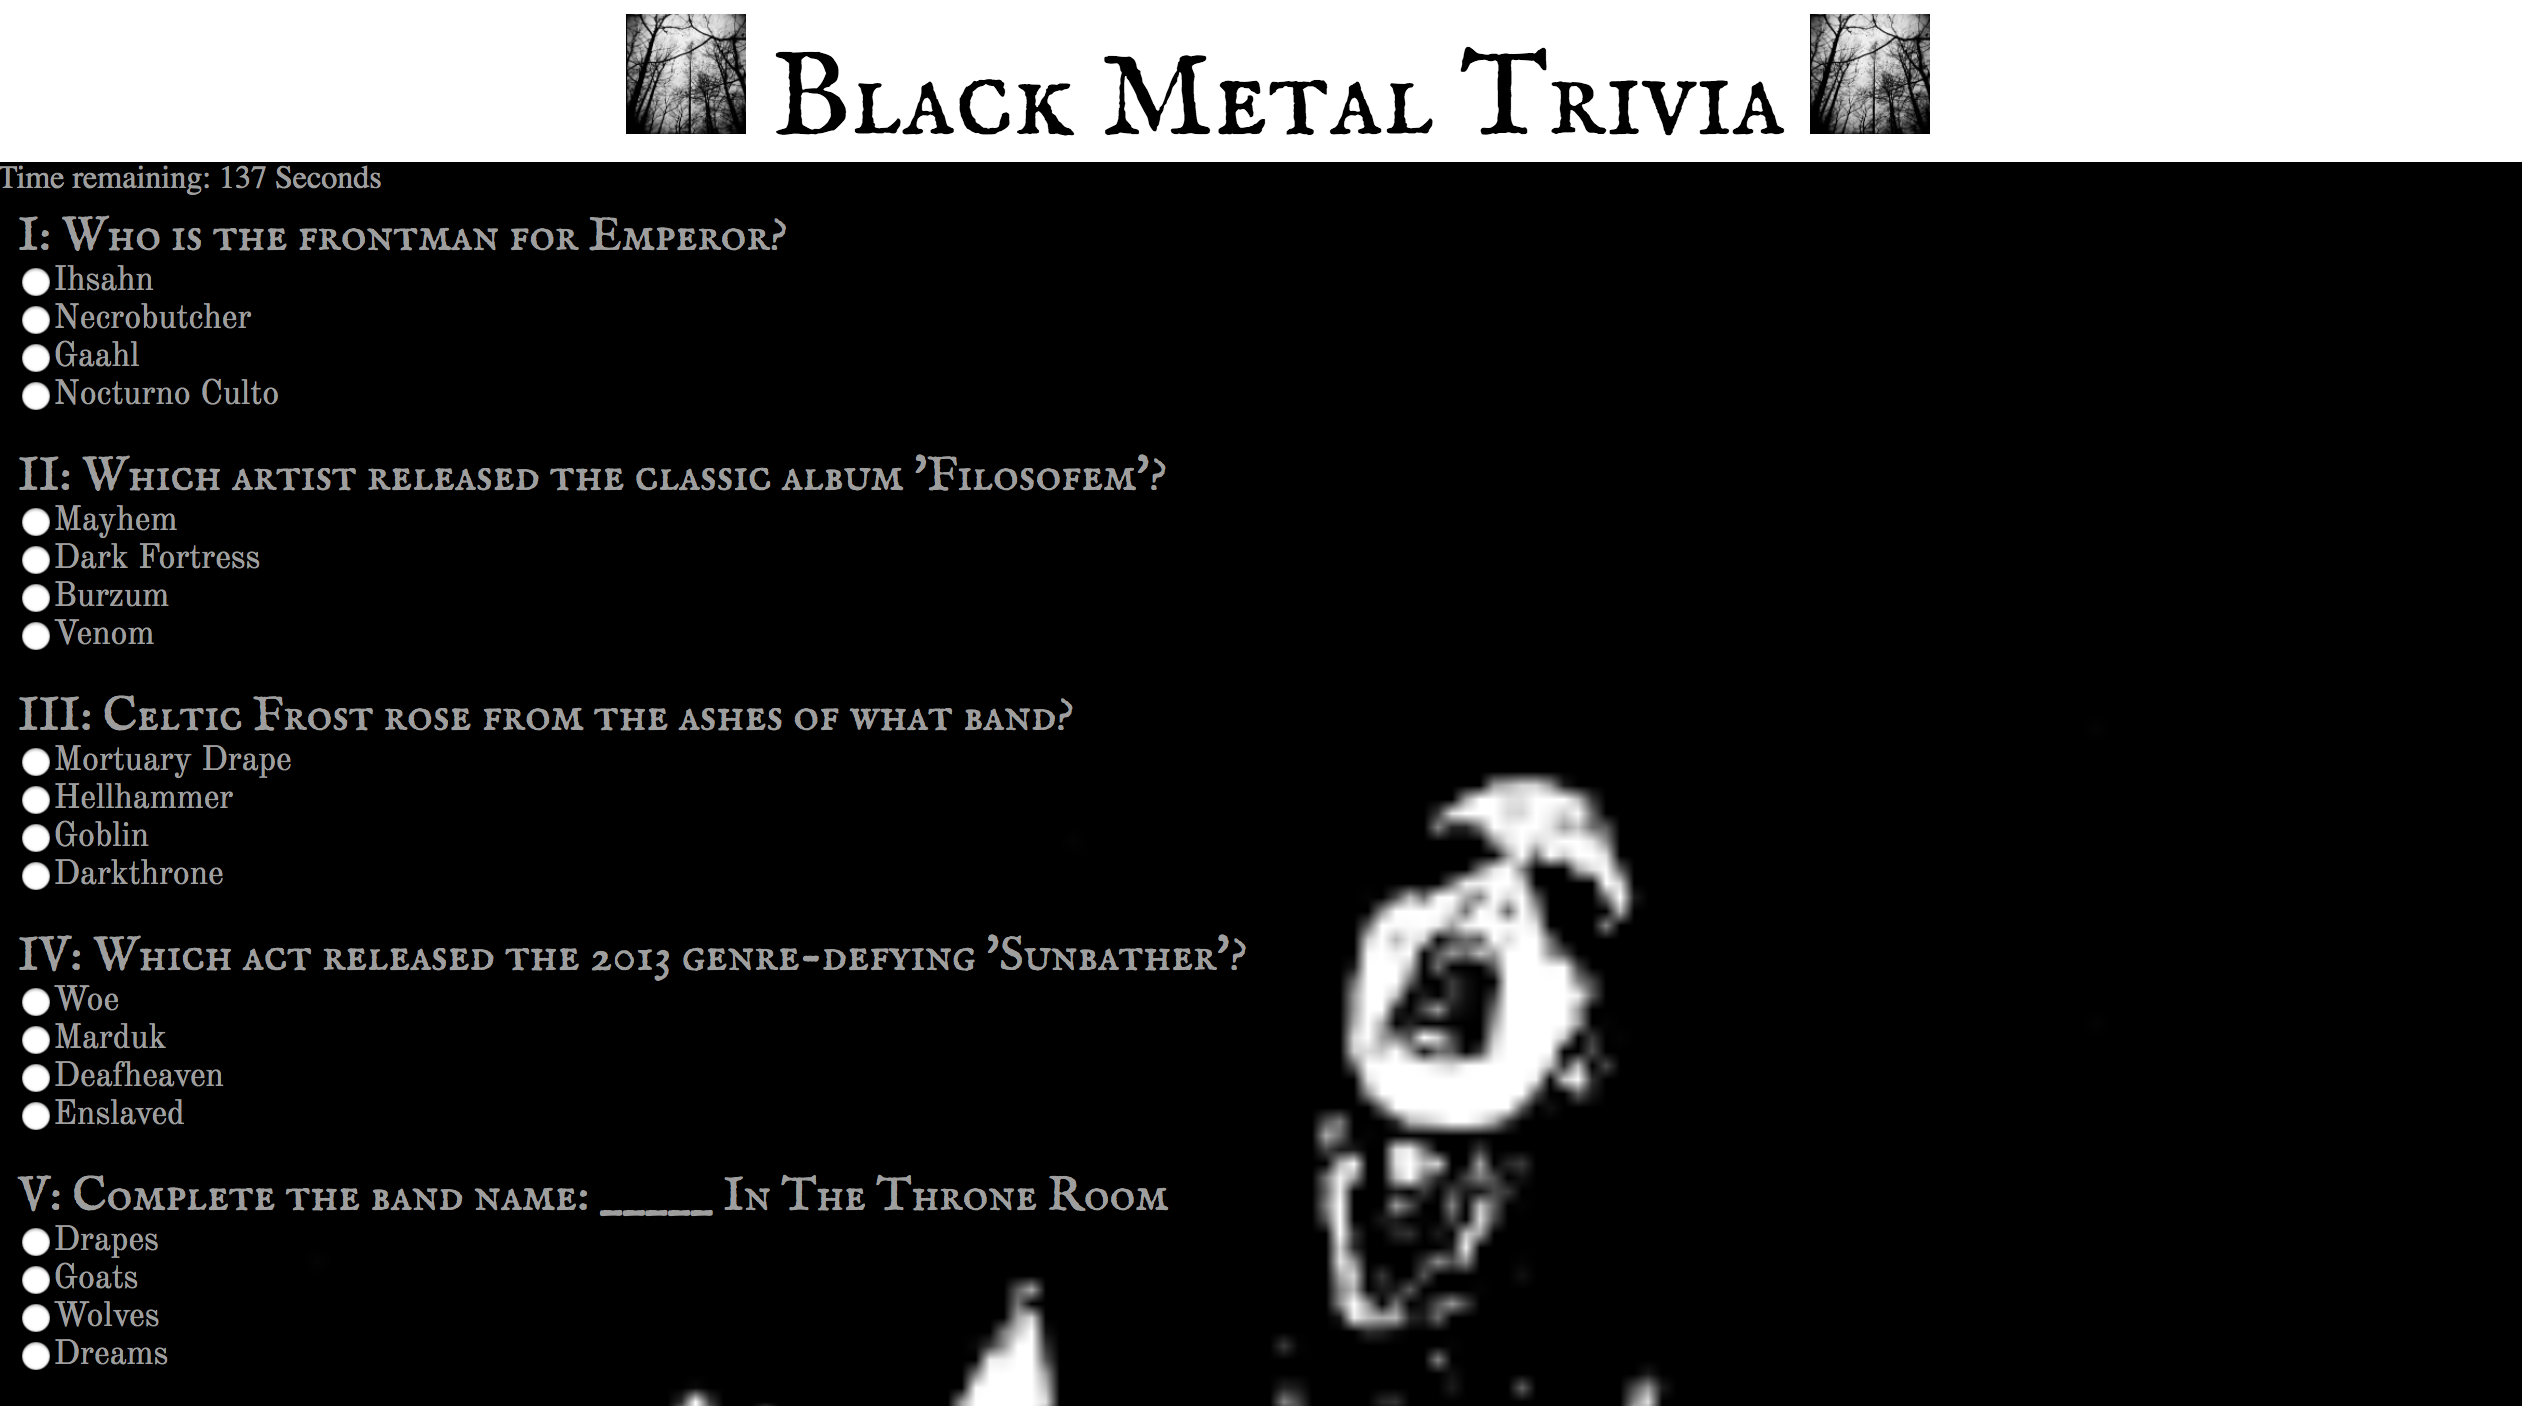 Black Metal Trivia
Time remaining: 137 Seconds
I: Who is the frontman for Emperor?
Ihsahn
Necrobutcher
Gaahl
Nocturno Culto
II: Which artist released the classic album 'Filosofem'?
Mayhem
Dark Fortress
Burzum
Venom
III: Celtic Frost rose from the ashes of what band?
Mortuary Drape
Hellhammer
Goblin
Darkthrone
IV: Which act released the 2013 genre-defying 'Sunbather'?
Woe
Marduk
Deafheaven
Enslaved
V: Complete the band name: _____ In The Throne Room
Drapes
Goats
Wolves
Dreams